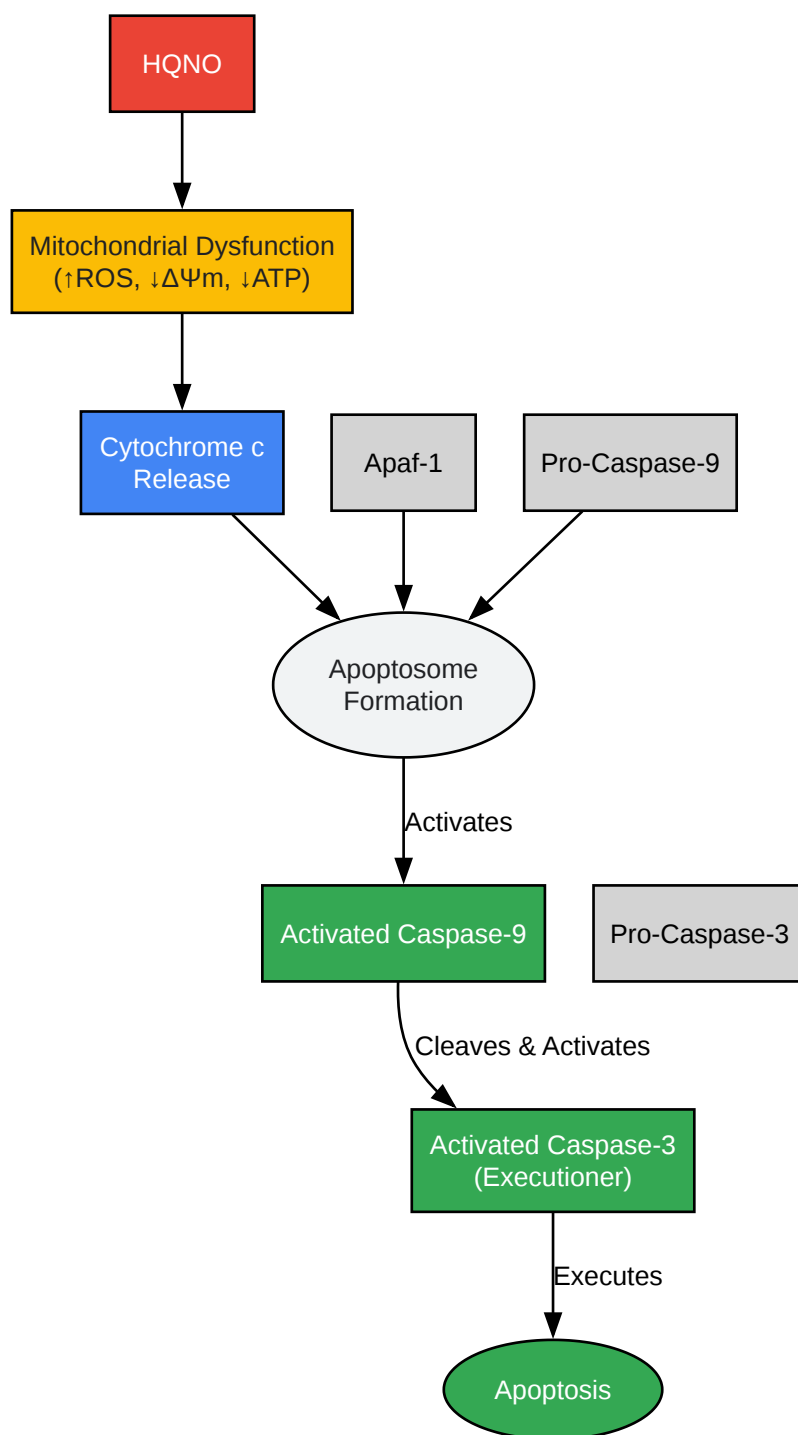 HQNO
Mitochondrial Dysfunction
(↑ROS, ↓ΔΨm, ↓ATP)
Cytochrome c
Release
Apaf-1
Pro-Caspase-9
Apoptosome
Formation
Activates
Activated Caspase-9
Pro-Caspase-3
Cleaves & Activates
Activated Caspase-3
(Executioner)
Executes
Apoptosis